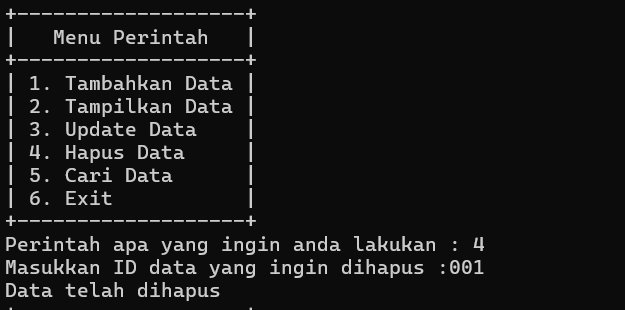 +-------------------+
|   Menu Perintah   |
+-------------------+
| 1. Tambahkan Data |
| 2. Tampilkan Data |
| 3. Update Data    |
| 4. Hapus Data     |
| 5. Cari Data      |
| 6. Exit           |
+-------------------+
Perintah apa yang ingin anda lakukan : 4
Masukkan ID data yang ingin dihapus :001
Data telah dihapus